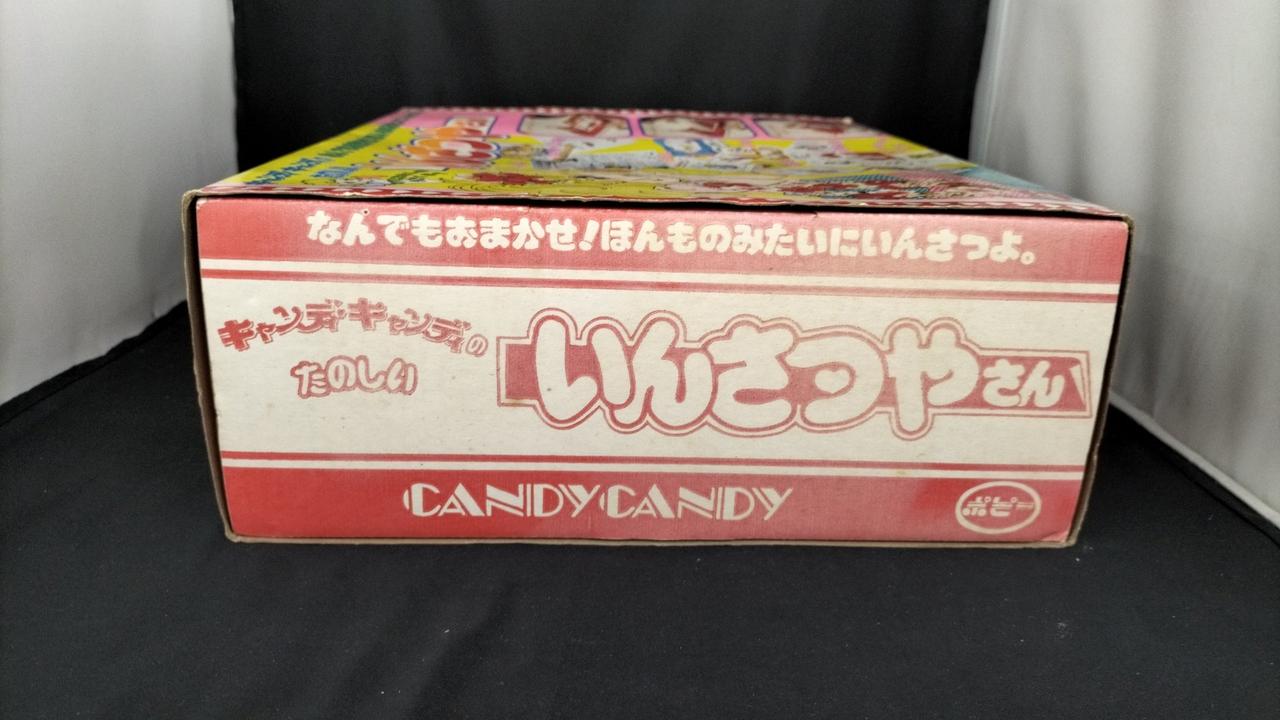 なんでもおまかせ!ほんものみたいにいんさつよ。
キャンディ・キャンディの
たのしい
いんさつやさん
CANDY CANDY
ポピー